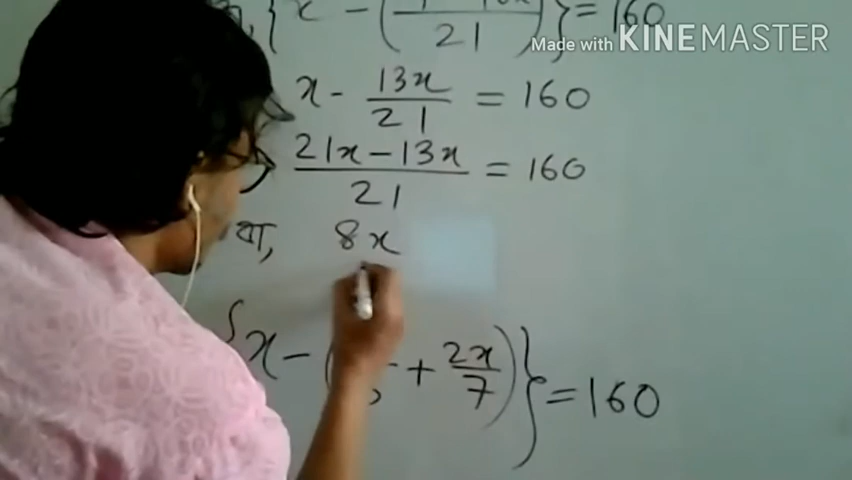 {x - ( / 21)} = 160
Made with KINEMASTER
x - 13x/21 = 160
21x - 13x/21 = 160
বা, 8x
{x - ( + 2x/7)} = 160